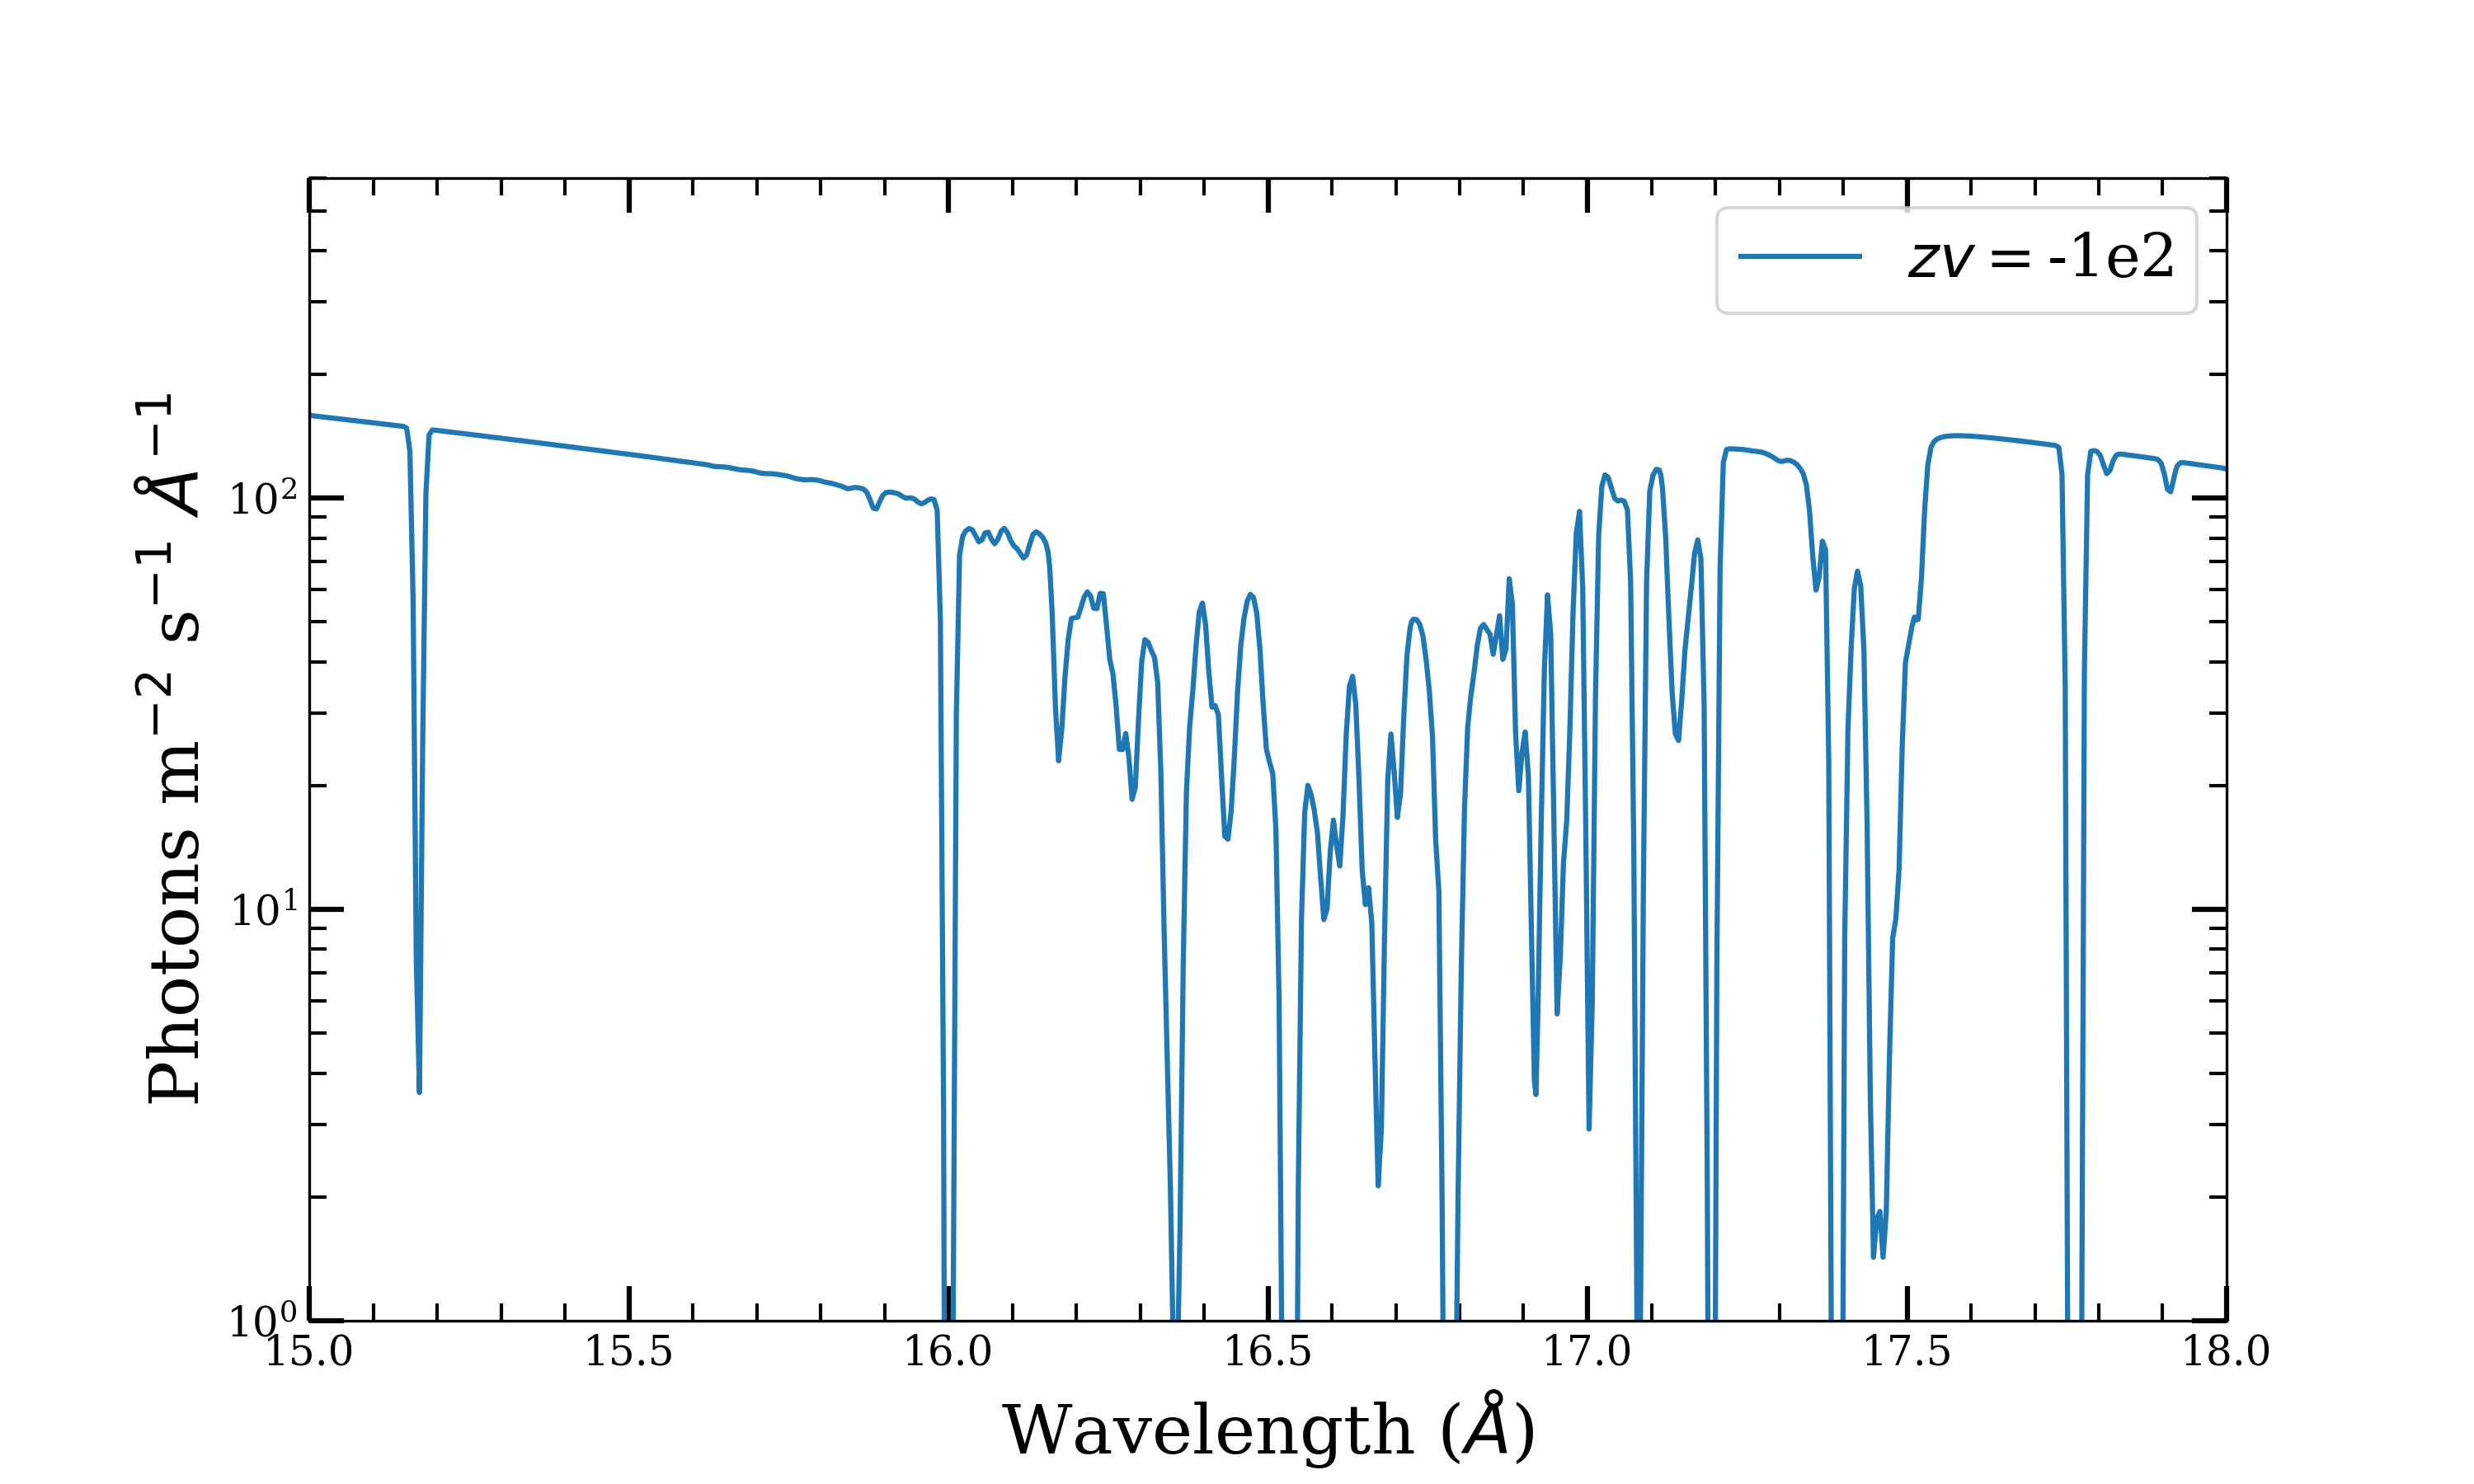 zv = -1e2
Photons m⁻² s⁻¹ Å⁻¹
10²
10¹
10⁰
15.0 15.5 16.0 16.5 17.0 17.5 18.0
Wavelength (Å)